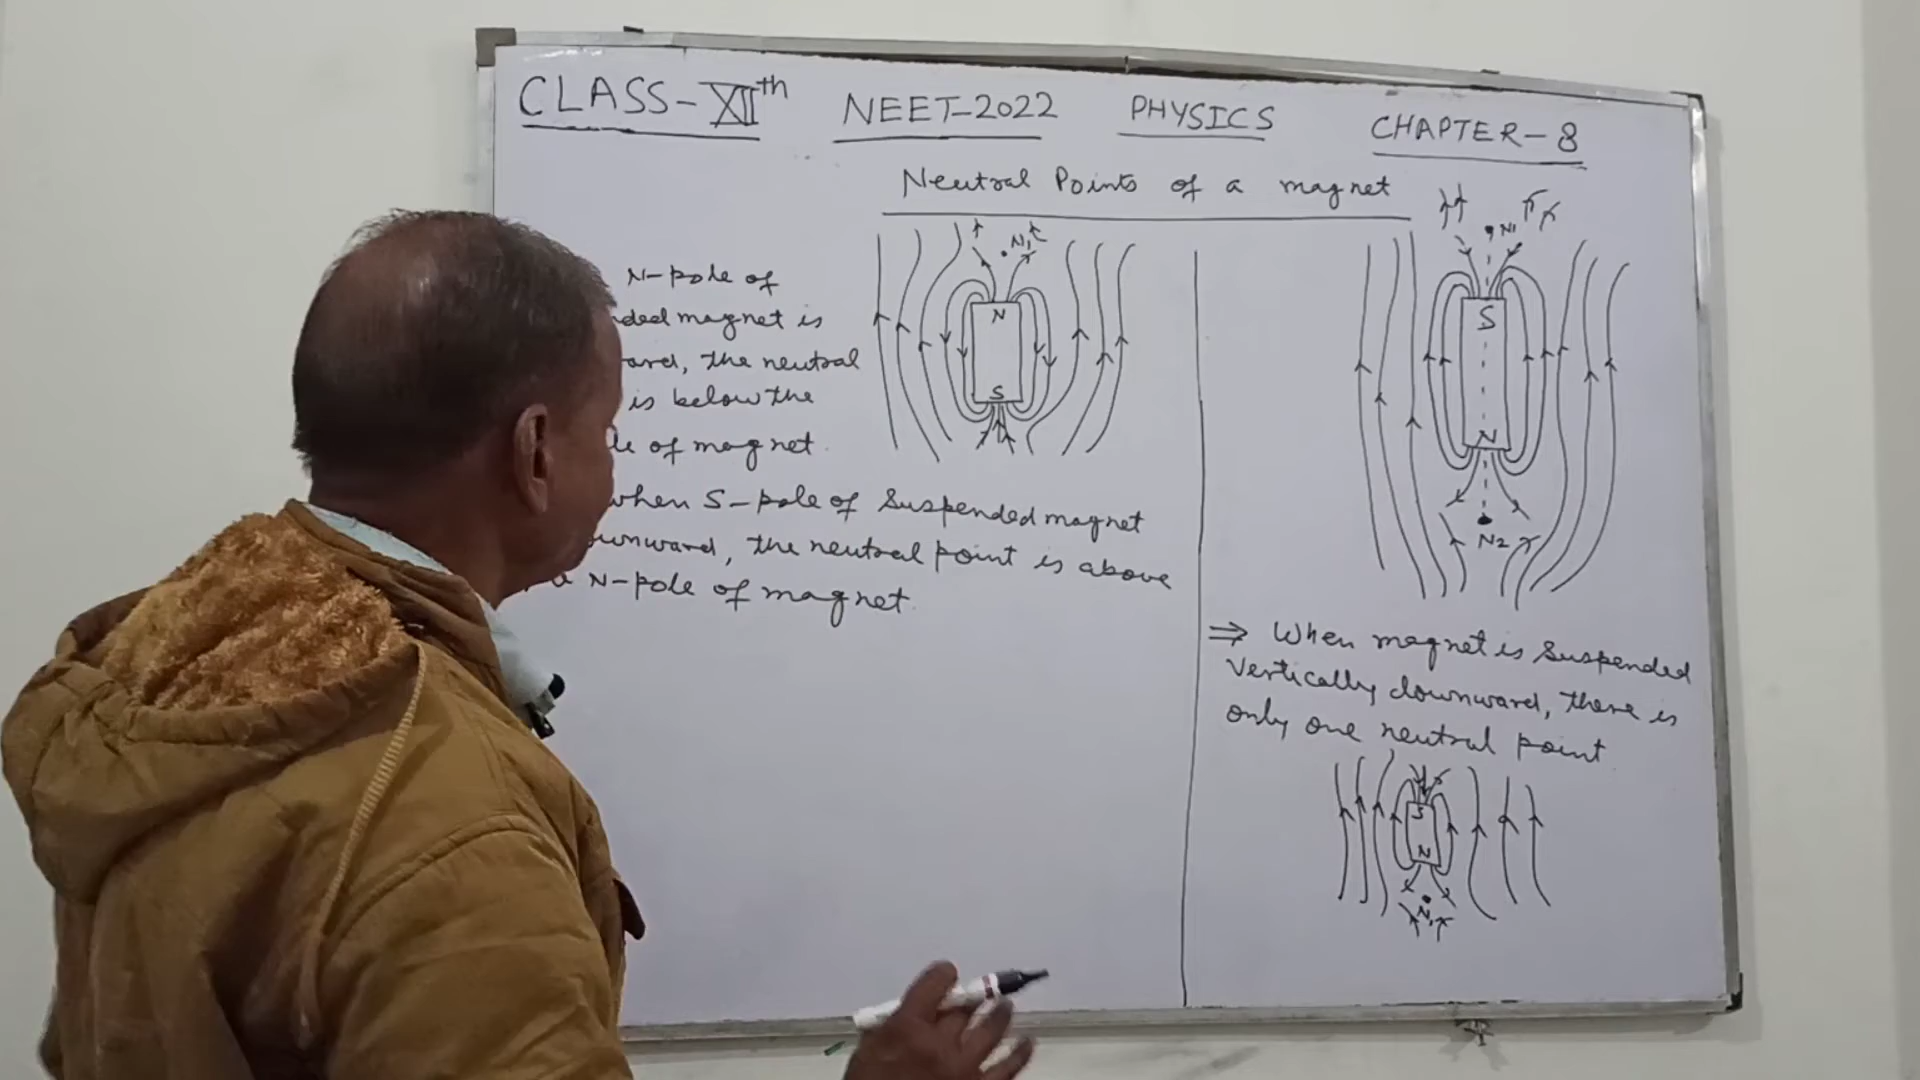 CLASS-XIIth NEET-2022 PHYSICS CHAPTER-8
Neutral Points of a magnet
N-pole of
magnet is
the neutral
is below the
of magnet.
when S-pole of Suspended magnet
the neutral point is above
N-pole of magnet.
N1
N
S
N1
S
N
N2
⇒ When magnet is Suspended
Vertically downward, there is
only one neutral point
S
N
N1